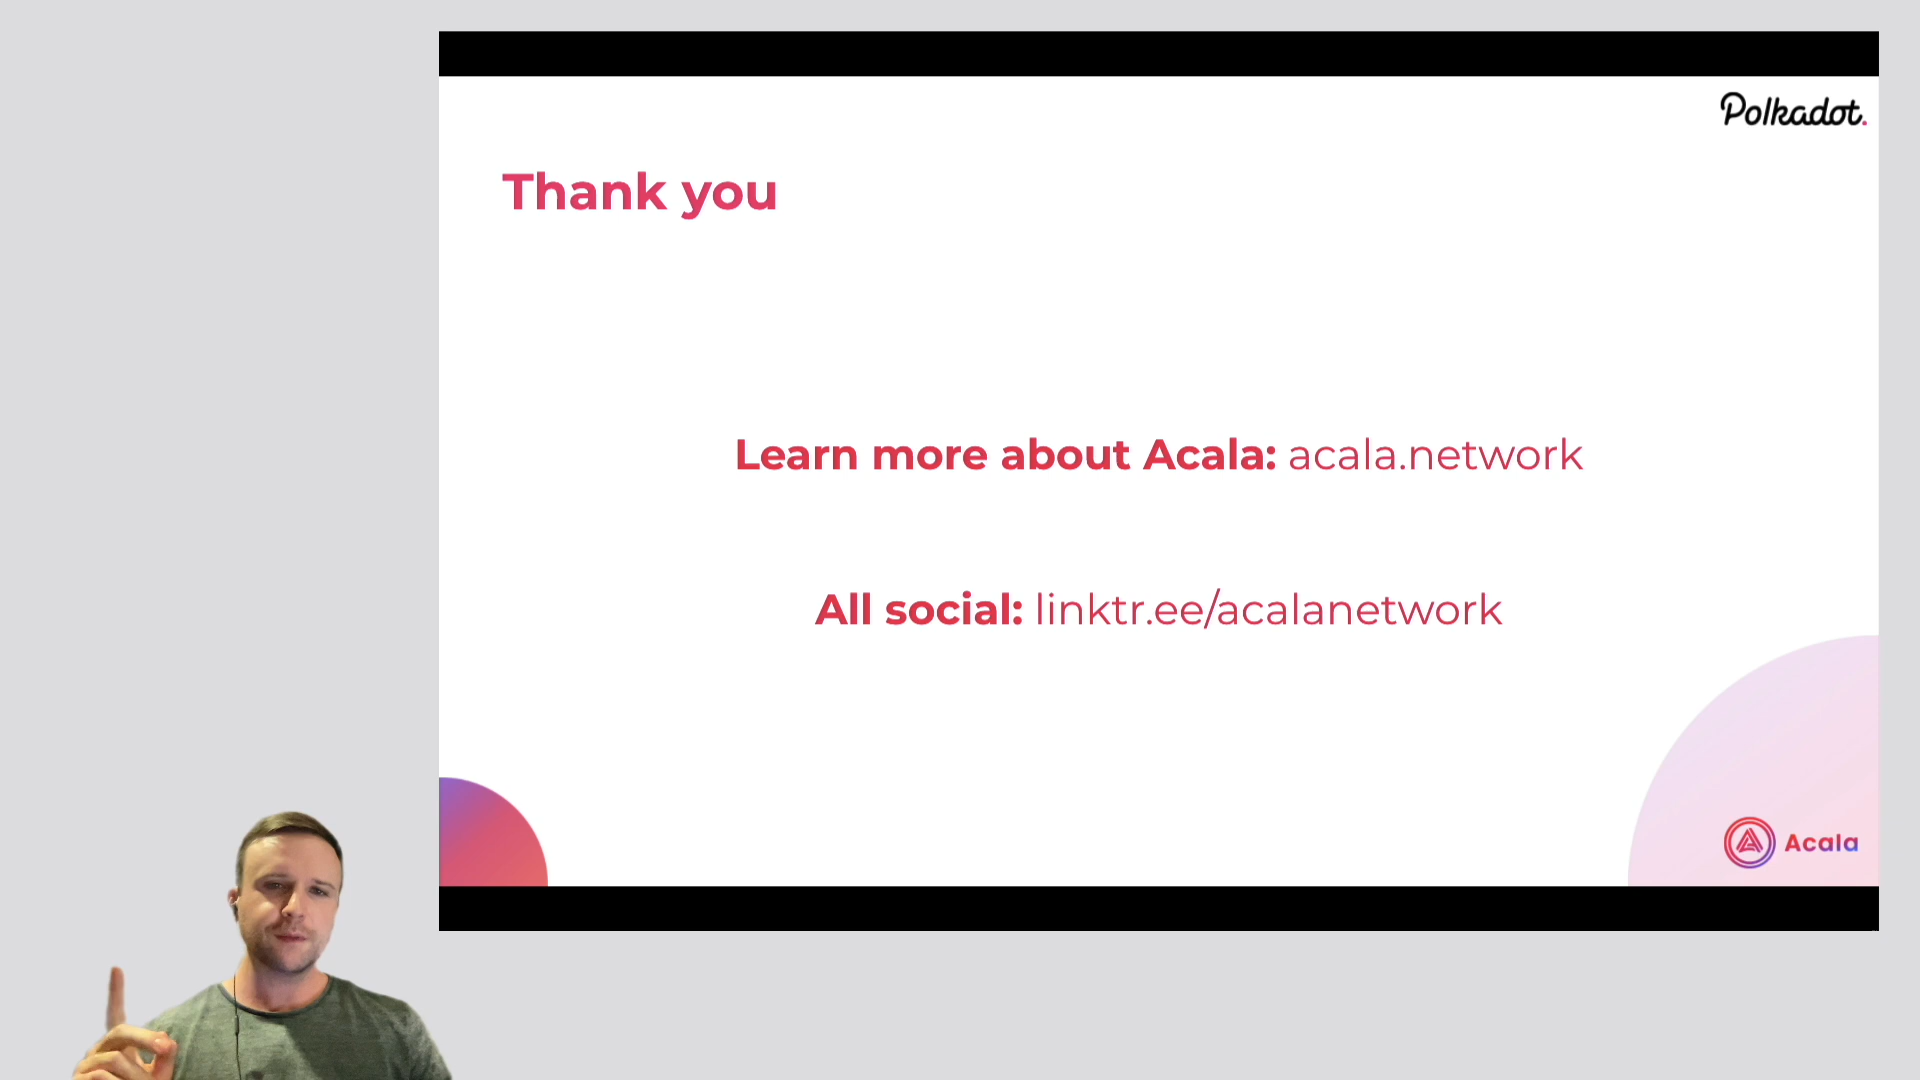 Polkadot.
Thank you
Learn more about Acala: acala.network
All social: linktr.ee/acalanetwork
Acala